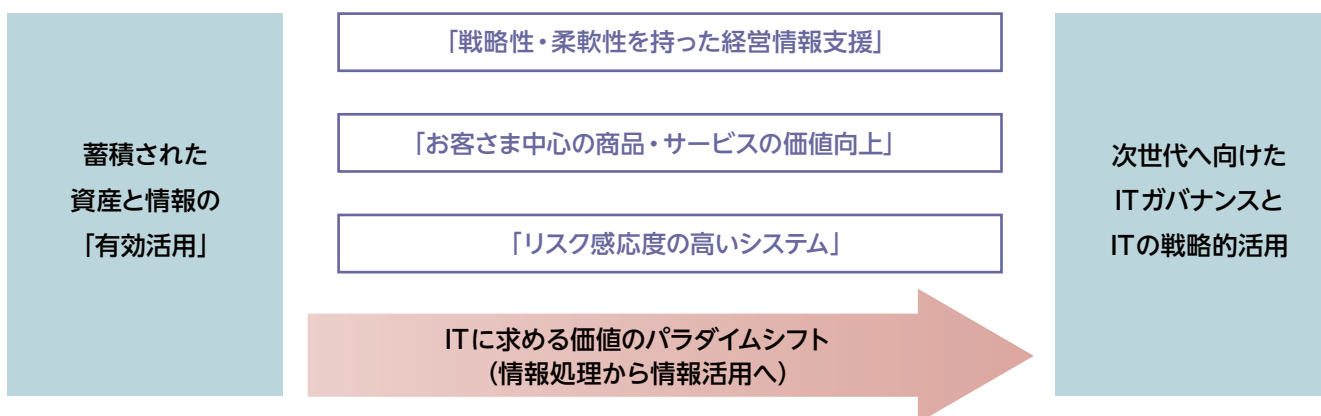 蓄積された
資産と情報の
「有効活用」
「戦略性・柔軟性を持った経営情報支援」
「お客さま中心の商品・サービスの価値向上」
「リスク感応度の高いシステム」
ITに求める価値のパラダイムシフト
（情報処理から情報活用へ）
次世代へ向けた
ITガバナンスと
ITの戦略的活用